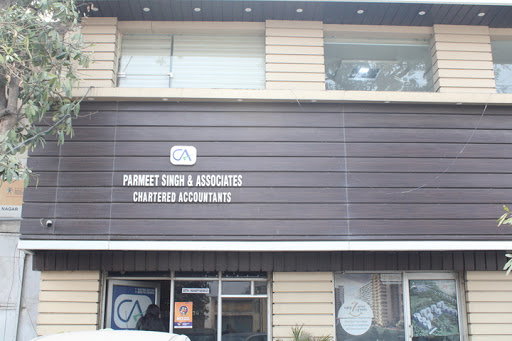 CA
PARMEET SINGH & ASSOCIATES
CHARTERED ACCOUNTANTS
NAGAR
CA